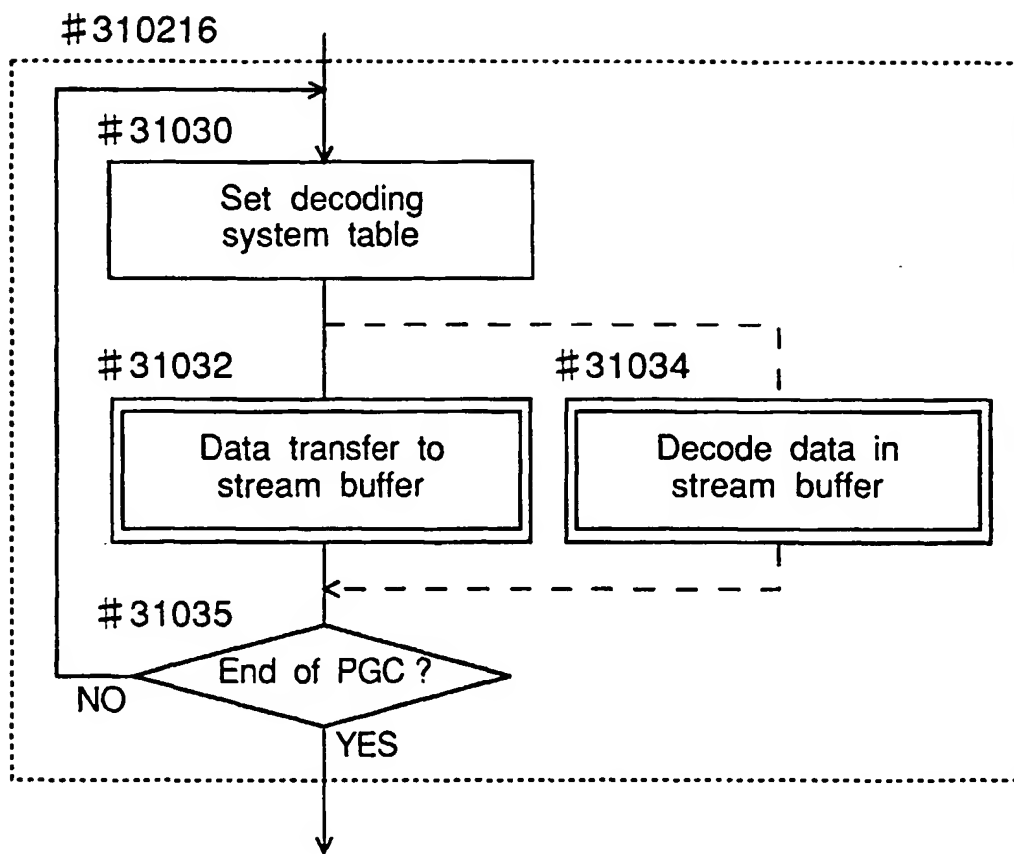 #310216
#31030
Set decoding
system table
#31032
#31034
Data transfer to
stream buffer
Decode data in
stream buffer
#31035
End of PGC ?
NO
YES